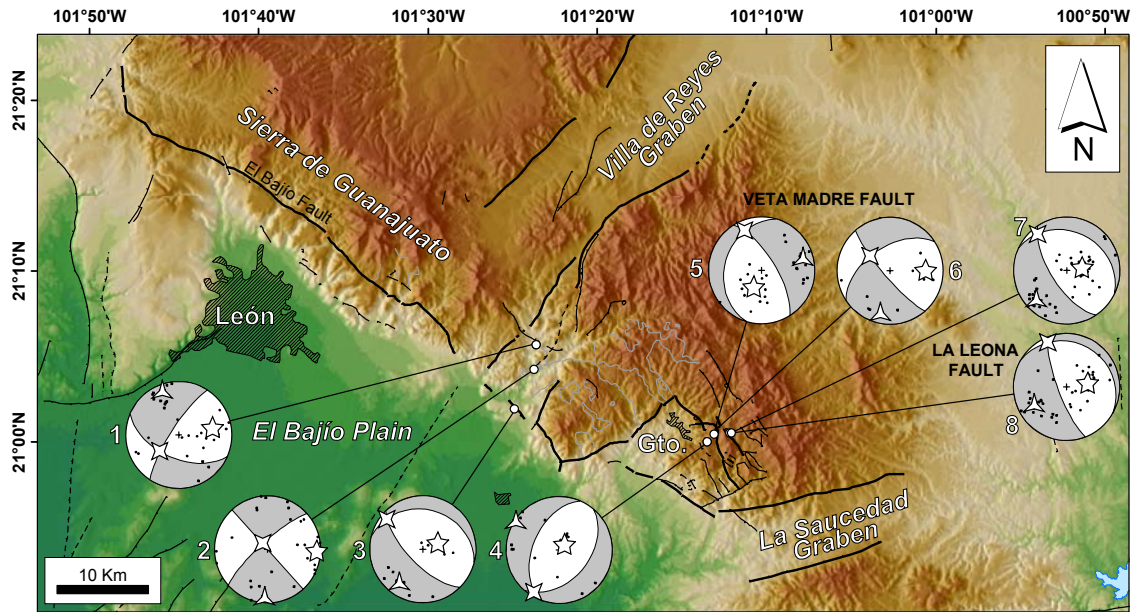 101°50'W
101°40'W
101°30'W
101°20'W
101°10'W
101°00'W
100°50'W
21°20'N
21°10'N
21°00'N
Sierra de Guanajuato
El Bajío Fault
Villa de Reyes
Graben
N
VETA MADRE FAULT
5
6
7
León
LA LEONA
FAULT
8
1
El Bajío Plain
Gto.
2
3
4
La Saucedad
Graben
10 Km